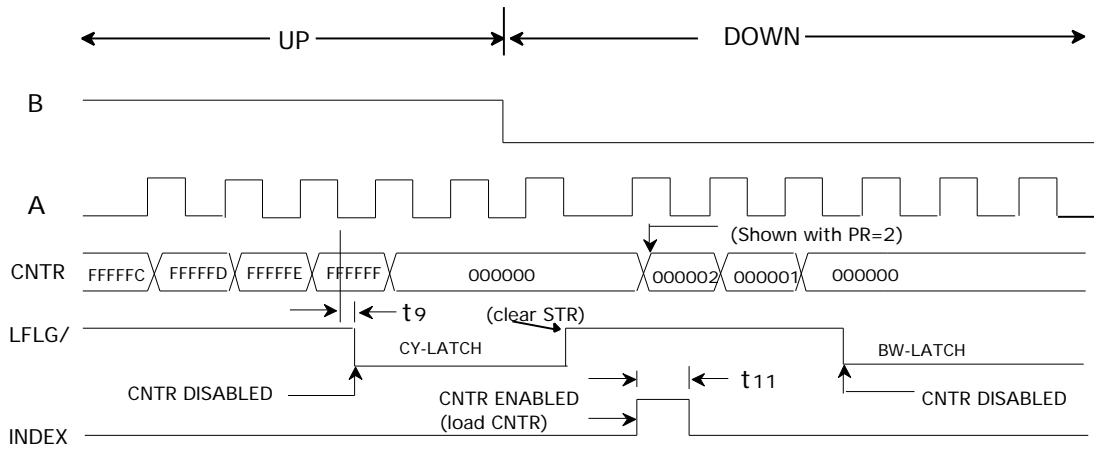 UP DOWN
B
A
(Shown with PR=2)
CNTR FFFFFC FFFFFD FFFFFE FFFFFF 000000 000002 000001 000000
t9 (clear STR)
LFLG/
CY-LATCH BW-LATCH
t11
CNTR DISABLED CNTR ENABLED CNTR DISABLED
(load CNTR)
INDEX